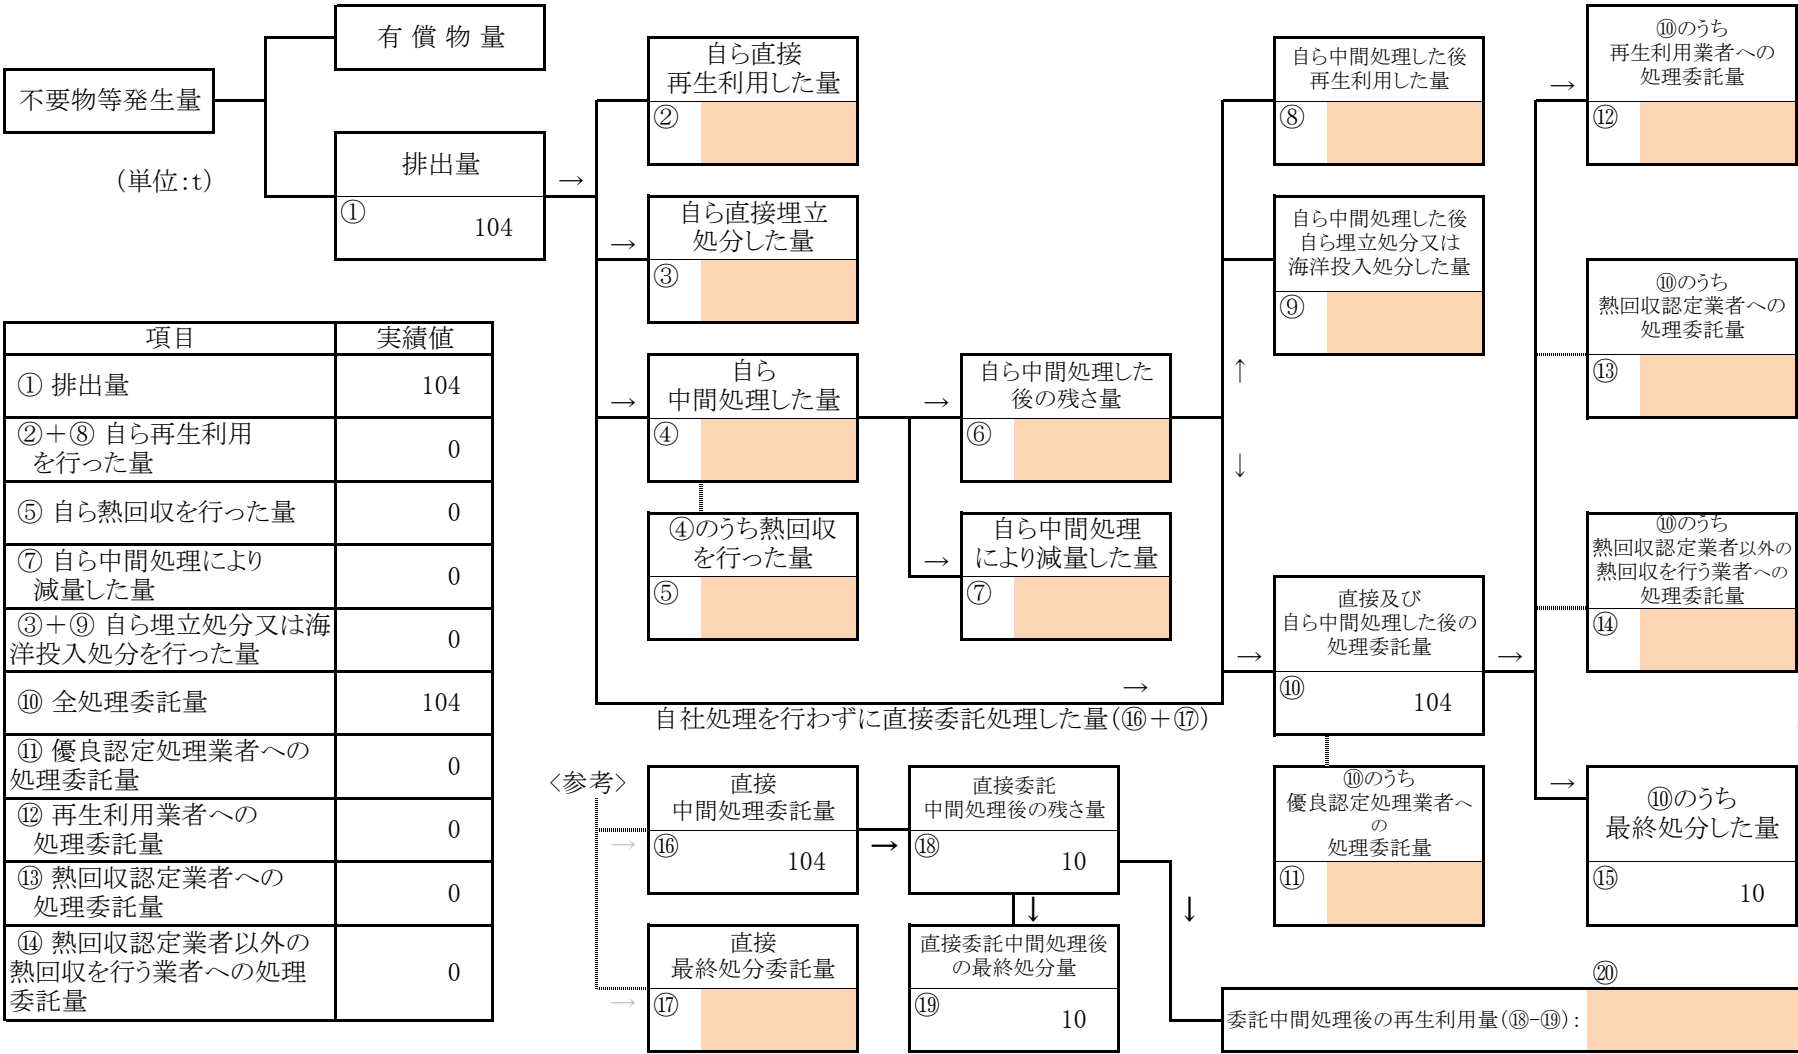 不要物等発生量
有 償 物 量
(単位:t)
排出量
①
104
→
自ら直接
再生利用した量
②
→
自ら直接埋立
処分した量
③
→
自ら
中間処理した量
④
④のうち熱回収
を行った量
⑤
→
自ら中間処理した
後の残さ量
⑥
→
自ら中間処理
により減量した量
⑦
↑
↓
自ら中間処理した後
再生利用した量
⑧
自ら中間処理した後
自ら埋立処分又は
海洋投入処分した量
⑨
→
自社処理を行わずに直接委託処理した量(⑯+⑰)
→
直接及び
自ら中間処理した後の
処理委託量
⑩
104
→
⑩のうち
優良認定処理業者へ
の
処理委託量
⑪
→
⑩のうち
再生利用業者への
処理委託量
⑫
⑩のうち
熱回収認定業者への
処理委託量
⑬
⑩のうち
熱回収認定業者以外の
熱回収を行う業者への
処理委託量
⑭
→
⑩のうち
最終処分した量
⑮
10
項目 実績値
① 排出量 104
②+⑧ 自ら再生利用
を行った量
0
⑤ 自ら熱回収を行った量 0
⑦ 自ら中間処理により
減量した量
0
③+⑨ 自ら埋立処分又は海
洋投入処分を行った量
0
⑩ 全処理委託量 104
⑪ 優良認定処理業者への
処理委託量
0
⑫ 再生利用業者への
処理委託量
0
⑬ 熱回収認定業者への
処理委託量
0
⑭ 熱回収認定業者以外の
熱回収を行う業者への処理
委託量
0
<参考>
→
直接
中間処理委託量
⑯
104
→
直接委託
中間処理後の残さ量
⑱
10
↓
↓
→
直接
最終処分委託量
⑰
直接委託中間処理後
の最終処分量
⑲
10
⑳
委託中間処理後の再生利用量(⑱-⑲):